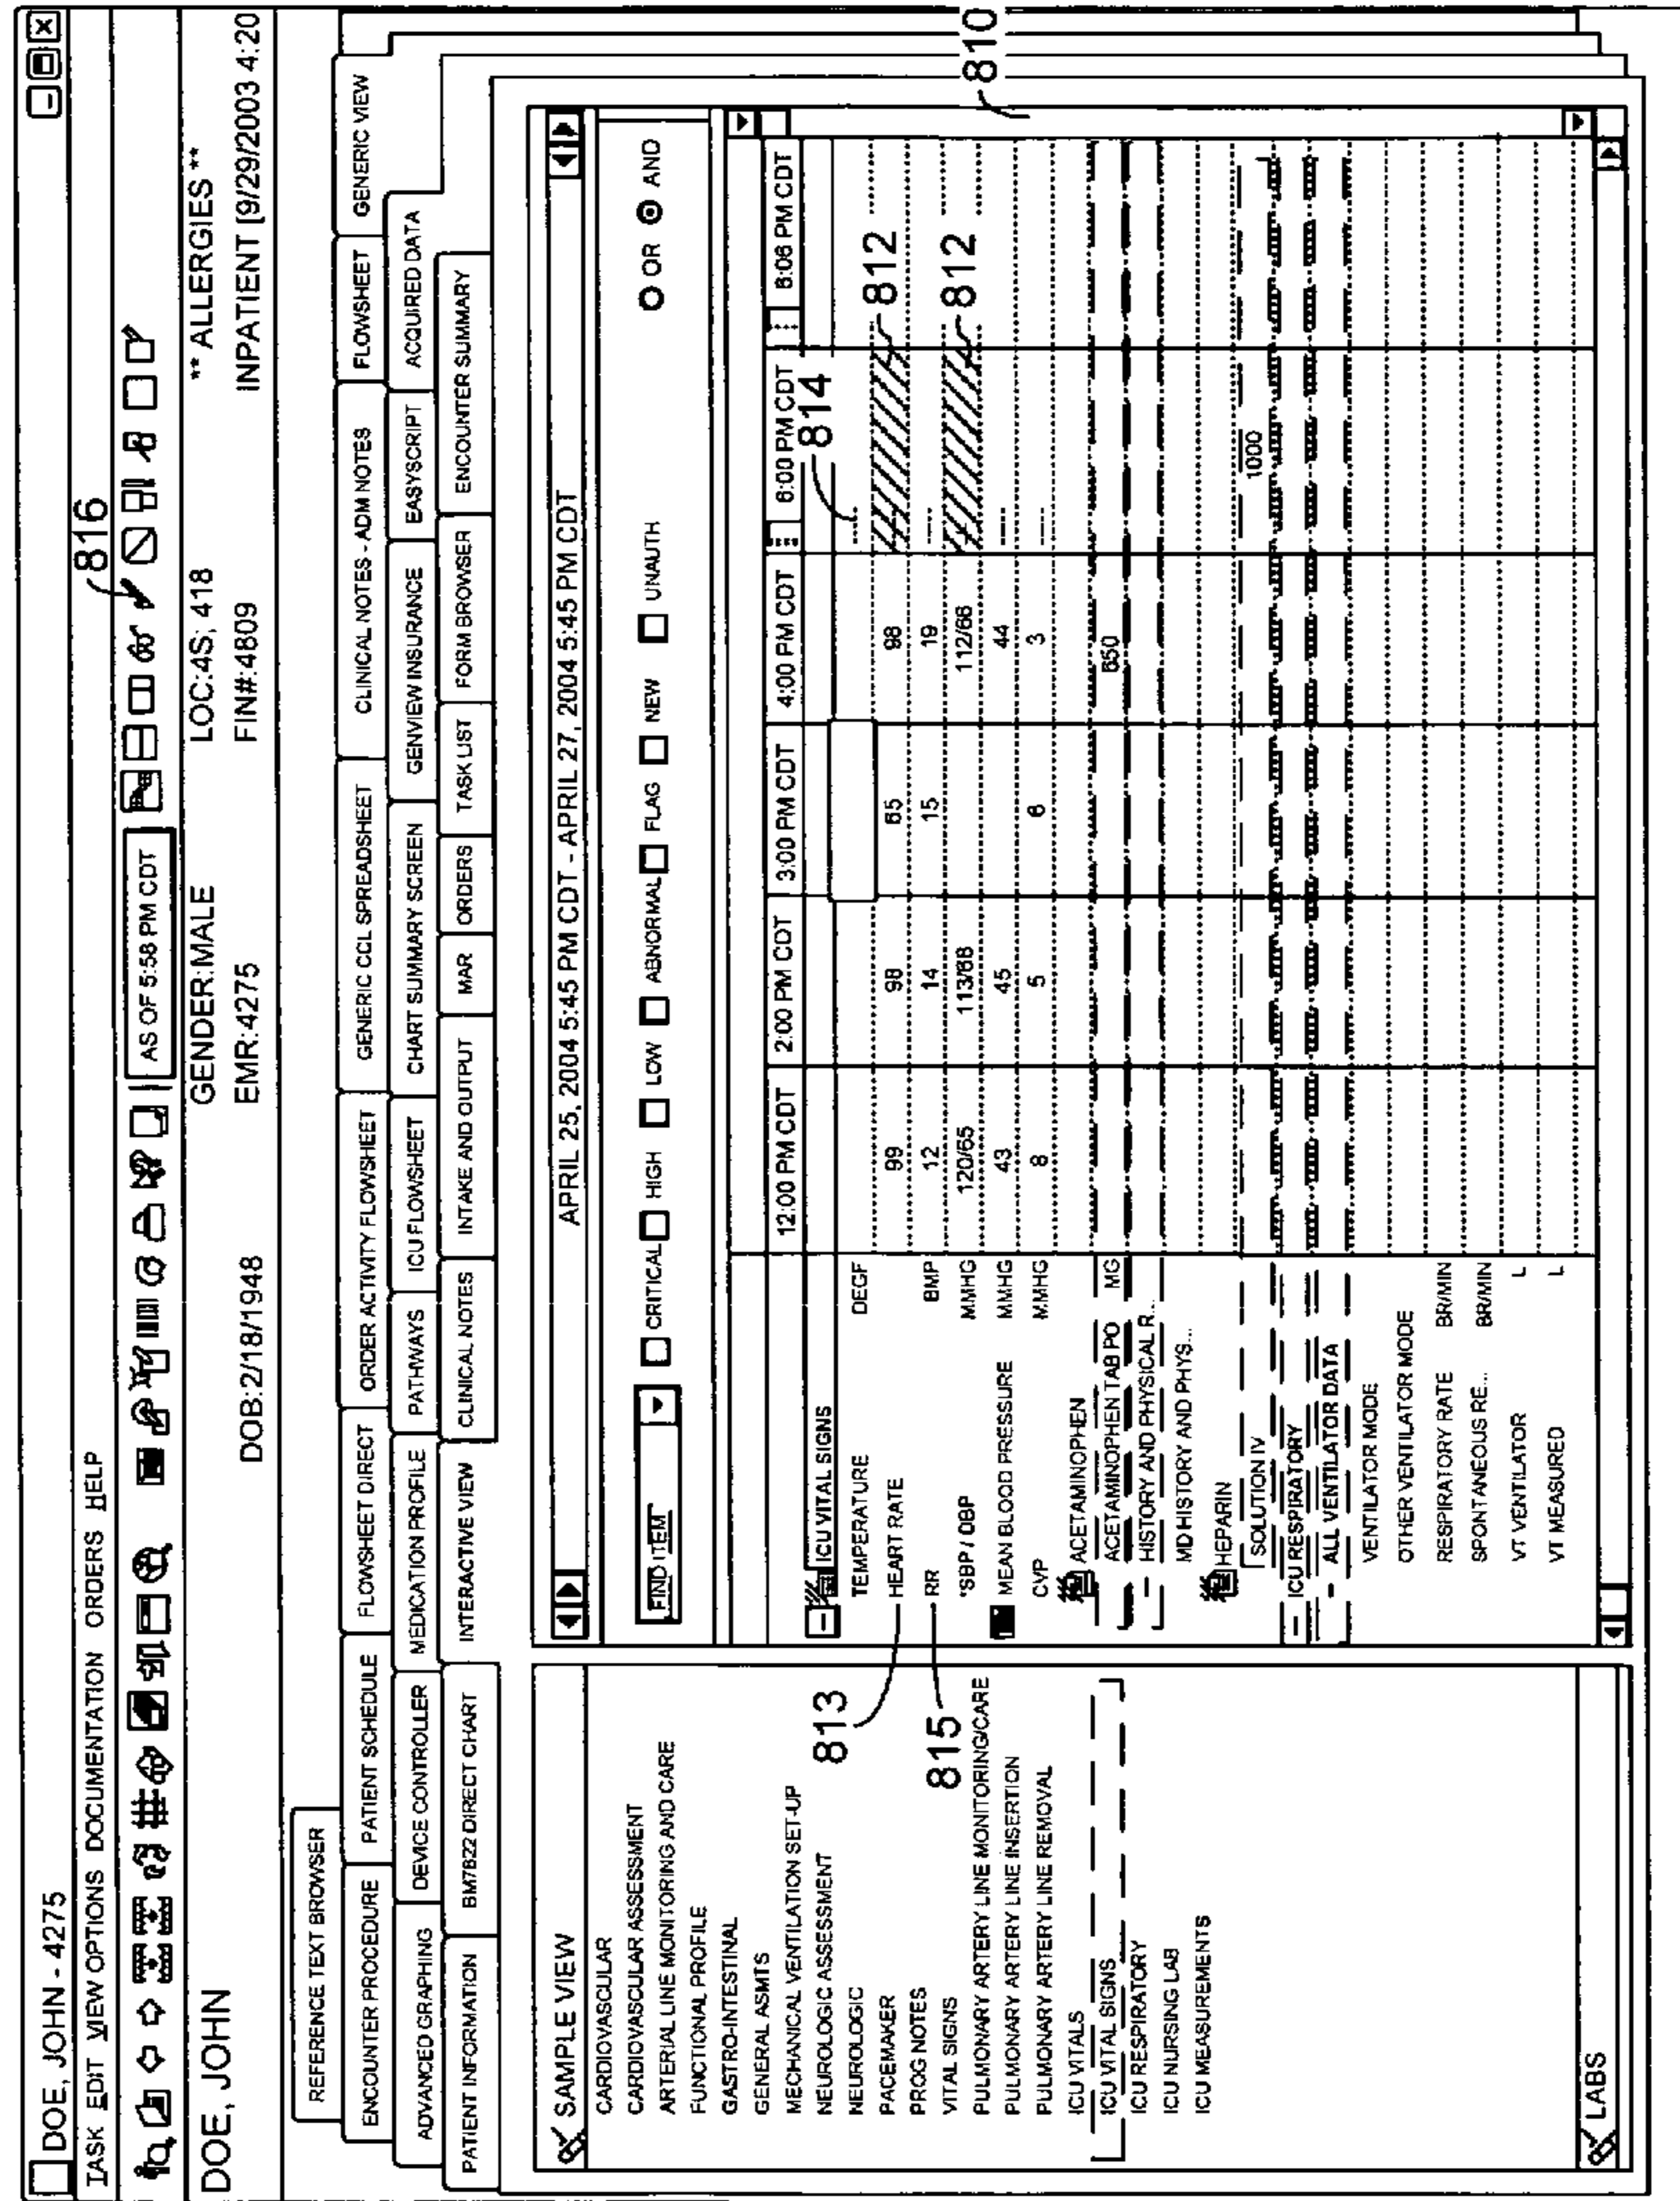 DOE, JOHN - 4275
TASK EDIT VIEW OPTIONS DOCUMENTATION ORDERS HELP
816
AS OF 5:58 PM CDT
DOE, JOHN GENDER:MALE LOC:4S; 418 ** ALLERGIES **
DOB:2/18/1948 EMR:4275 FIN#:4809 INPATIENT [9/29/2003 4:20
REFERENCE TEXT BROWSER
ENCOUNTER PROCEDURE PATIENT SCHEDULE FLOWSHEET DIRECT ORDER ACTIVITY FLOWSHEET GENERIC CCL SPREADSHEET CLINICAL NOTES - ADM NOTES FLOWSHEET GENERIC VIEW
ADVANCED GRAPHING DEVICE CONTROLLER MEDICATION PROFILE PATHWAYS ICU FLOWSHEET CHART SUMMARY SCREEN GENVIEW INSURANCE EASYSCRIPT ACQUIRED DATA
PATIENT INFORMATION BM7822 DIRECT CHART INTERACTIVE VIEW CLINICAL NOTES INTAKE AND OUTPUT MAR ORDERS TASK LIST FORM BROWSER ENCOUNTER SUMMARY
SAMPLE VIEW
CARDIOVASCULAR
CARDIOVASCULAR ASSESSMENT
ARTERIAL LINE MONITORING AND CARE
FUNCTIONAL PROFILE
GASTRO-INTESTINAL
GENERAL ASMTS
MECHANICAL VENTILATION SET-UP
NEUROLOGIC ASSESSMENT
NEUROLOGIC
PACEMAKER
PROG NOTES
VITAL SIGNS
PULMONARY ARTERY LINE MONITORING/CARE
PULMONARY ARTERY LINE INSERTION
PULMONARY ARTERY LINE REMOVAL
ICU VITALS
ICU VITAL SIGNS
ICU RESPIRATORY
ICU NURSING LAB
ICU MEASUREMENTS
LABS
813
815
APRIL 25, 2004 5:45 PM CDT - APRIL 27, 2004 5:45 PM CDT
FIND ITEM CRITICAL HIGH LOW ABNORMAL FLAG NEW UNAUTH OR AND
810
12:00 PM CDT 2:00 PM CDT 3:00 PM CDT 4:00 PM CDT 6:00 PM CDT 6:06 PM CDT
ICU VITAL SIGNS 814
TEMPERATURE DEGF
HEART RATE 99 98 65 98 812
RR BMP 12 14 15 19
*SBP / DBP MMHG 120/65 113/68 112/66 812
MEAN BLOOD PRESSURE MMHG 43 45 44
CVP MMHG 8 5 6 3
ACETAMINOPHEN
ACETAMINOPHEN TAB PO MG 650
HISTORY AND PHYSICAL R...
MD HISTORY AND PHYS...
HEPARIN
SOLUTION IV 1000
ICU RESPIRATORY
ALL VENTILATOR DATA
VENTILATOR MODE
OTHER VENTILATOR MODE
RESPIRATORY RATE BR/MIN
SPONTANEOUS RE... BR/MIN
VT VENTILATOR L
VT MEASURED L